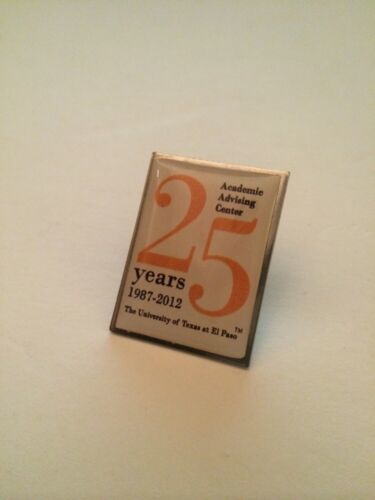 Academic
Advising
Center
25
years
1987-2012
The University of Texas at El Paso™